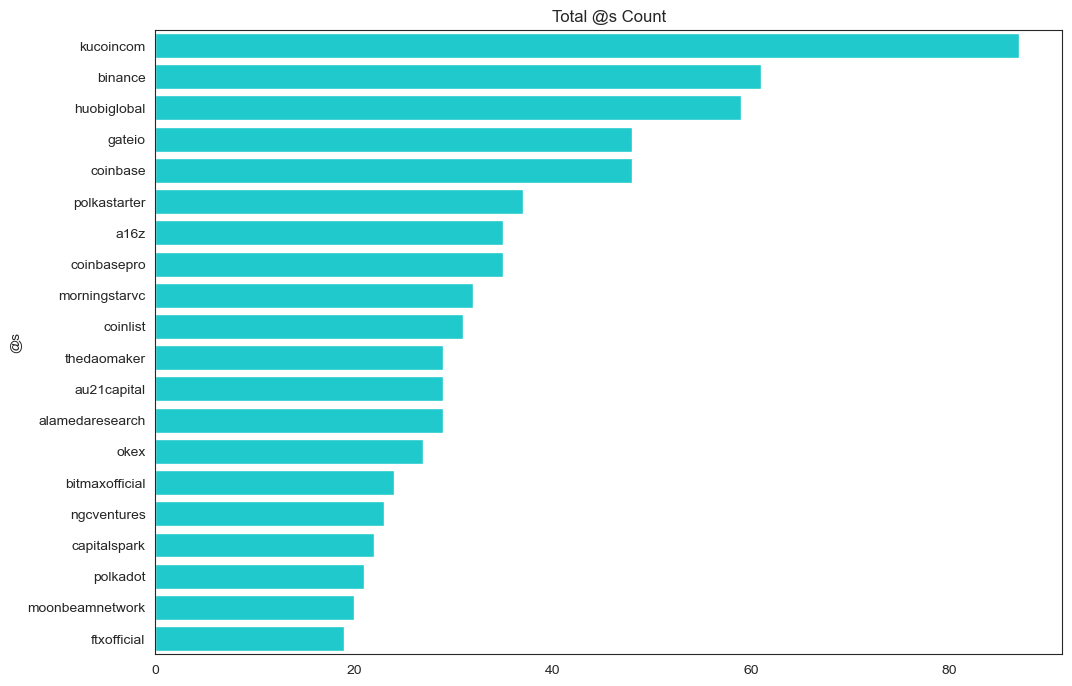 Total @s Count
kucoincom
binance
huobiglobal
gateio
coinbase
polkastarter
a16z
coinbasepro
morningstarvc
coinlist
thedaomaker
au21capital
alamedaresearch
okex
bitmaxofficial
ngcventures
capitalspark
polkadot
moonbeamnetwork
ftxofficial
@s
0 20 40 60 80